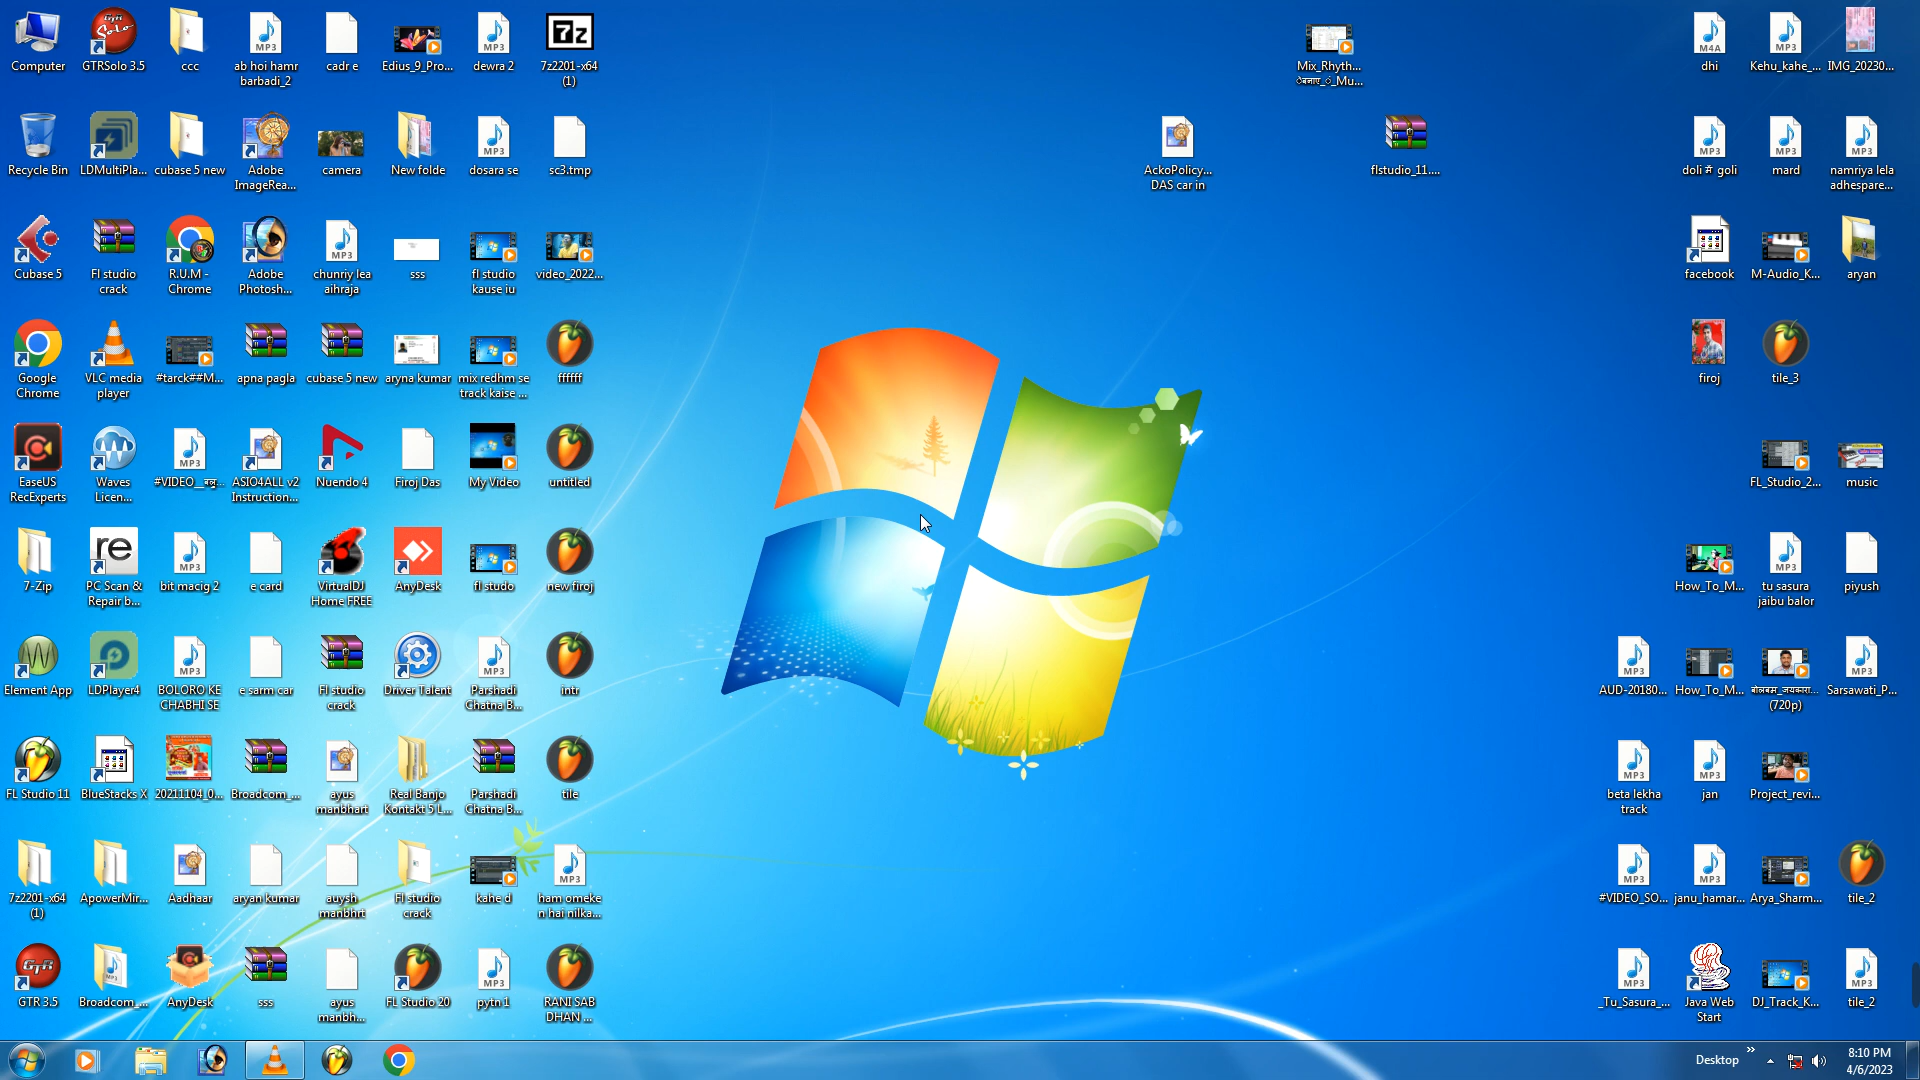 Computer
GTRSolo 3.5
ccc
ab hoi hamr
barbadi_2
cadr e
Edius_9_Pro...
dewra 2
7z2201-x64
(1)
Mix_Rhyth...
dhi
Kehu_kahe_...
IMG_20230...
Recycle Bin
LDMultiPla...
cubase 5 new
Adobe
ImageRea...
camera
New folde
dosara se
sc3.tmp
AckoPolicy...
DAS car in
flstudio_11....
doli में goli
mard
namriya lela
adhespare...
Cubase 5
Fl studio
crack
R.U.M -
Chrome
Adobe
Photosh...
chunriy lea
aihraja
sss
fl studio
kause iu
video_2022...
facebook
M-Audio_K...
aryan
Google
Chrome
VLC media
player
#tarck##M...
apna pagla
cubase 5 new
aryna kumar
mix redhm se
track kaise ...
ffffff
firoj
tile_3
EaseUS
RecExperts
Waves
Licen...
ASIO4ALL v2
Instruction...
Nuendo 4
Firoj Das
My Video
untitled
FL_Studio_2...
music
7-Zip
re
PC Scan &
Repair b...
bit macig 2
e card
VirtualDJ
Home FREE
AnyDesk
fl studo
new firoj
How_To_M...
tu sasura
jaibu balor
piyush
Element App
LDPlayer4
BOLORO KE
CHABHI SE
e sarm car
Fl studio
crack
Driver Talent
Parshadi
Chatna B...
intr
AUD-20180...
How_To_M...
(720p)
Sarsawati_P...
FL Studio 11
BlueStacks X
20211104_0...
Broadcom_...
ayus
manbhart
Real Banjo
Kontakt 5 L...
Parshadi
Chatna B...
tile
beta lekha
track
jan
Project_revi...
7z2201-x64
(1)
ApowerMir...
Aadhaar
aryan kumar
auysh
manbhrt
Fl studio
crack
kahe d
ham omeke
n hai nilka...
#VIDEO_SO...
janu_hamar...
Arya_Sharm...
tile_2
GTR 3.5
Broadcom_...
AnyDesk
sss
ayus
manbh...
FL Studio 20
pytn 1
RANI SAB
DHAN ...
_Tu_Sasura_...
Java Web
Start
DJ_Track_K...
tile_2
Desktop
8:10 PM
4/6/2023